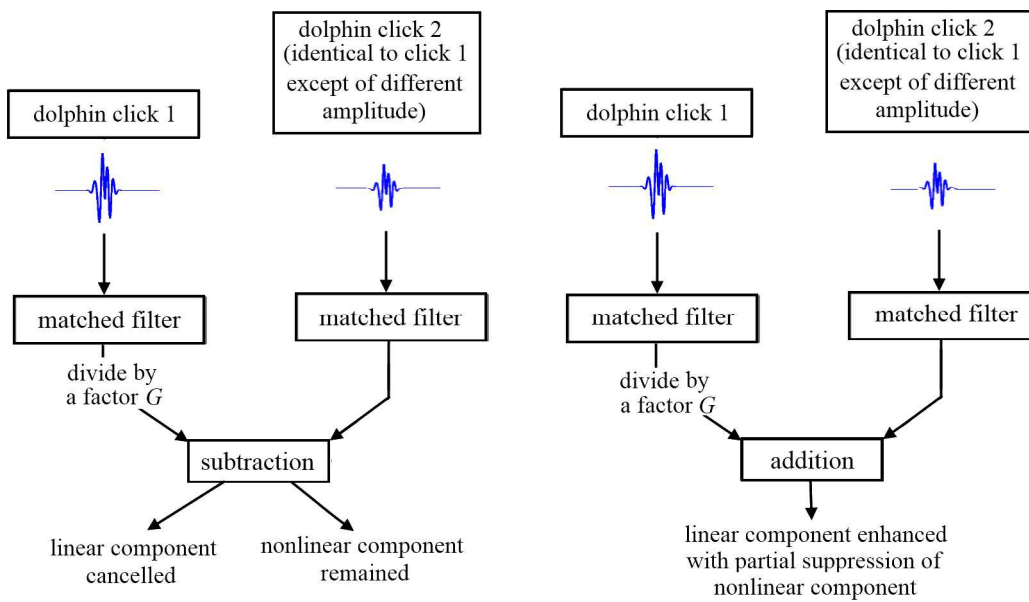 dolphin click 1
dolphin click 2
(identical to click 1
except of different
amplitude)
matched filter
matched filter
divide by
a factor G
subtraction
linear component
cancelled
nonlinear component
remained
dolphin click 1
dolphin click 2
(identical to click 1
except of different
amplitude)
matched filter
matched filter
divide by
a factor G
addition
linear component enhanced
with partial suppression of
nonlinear component